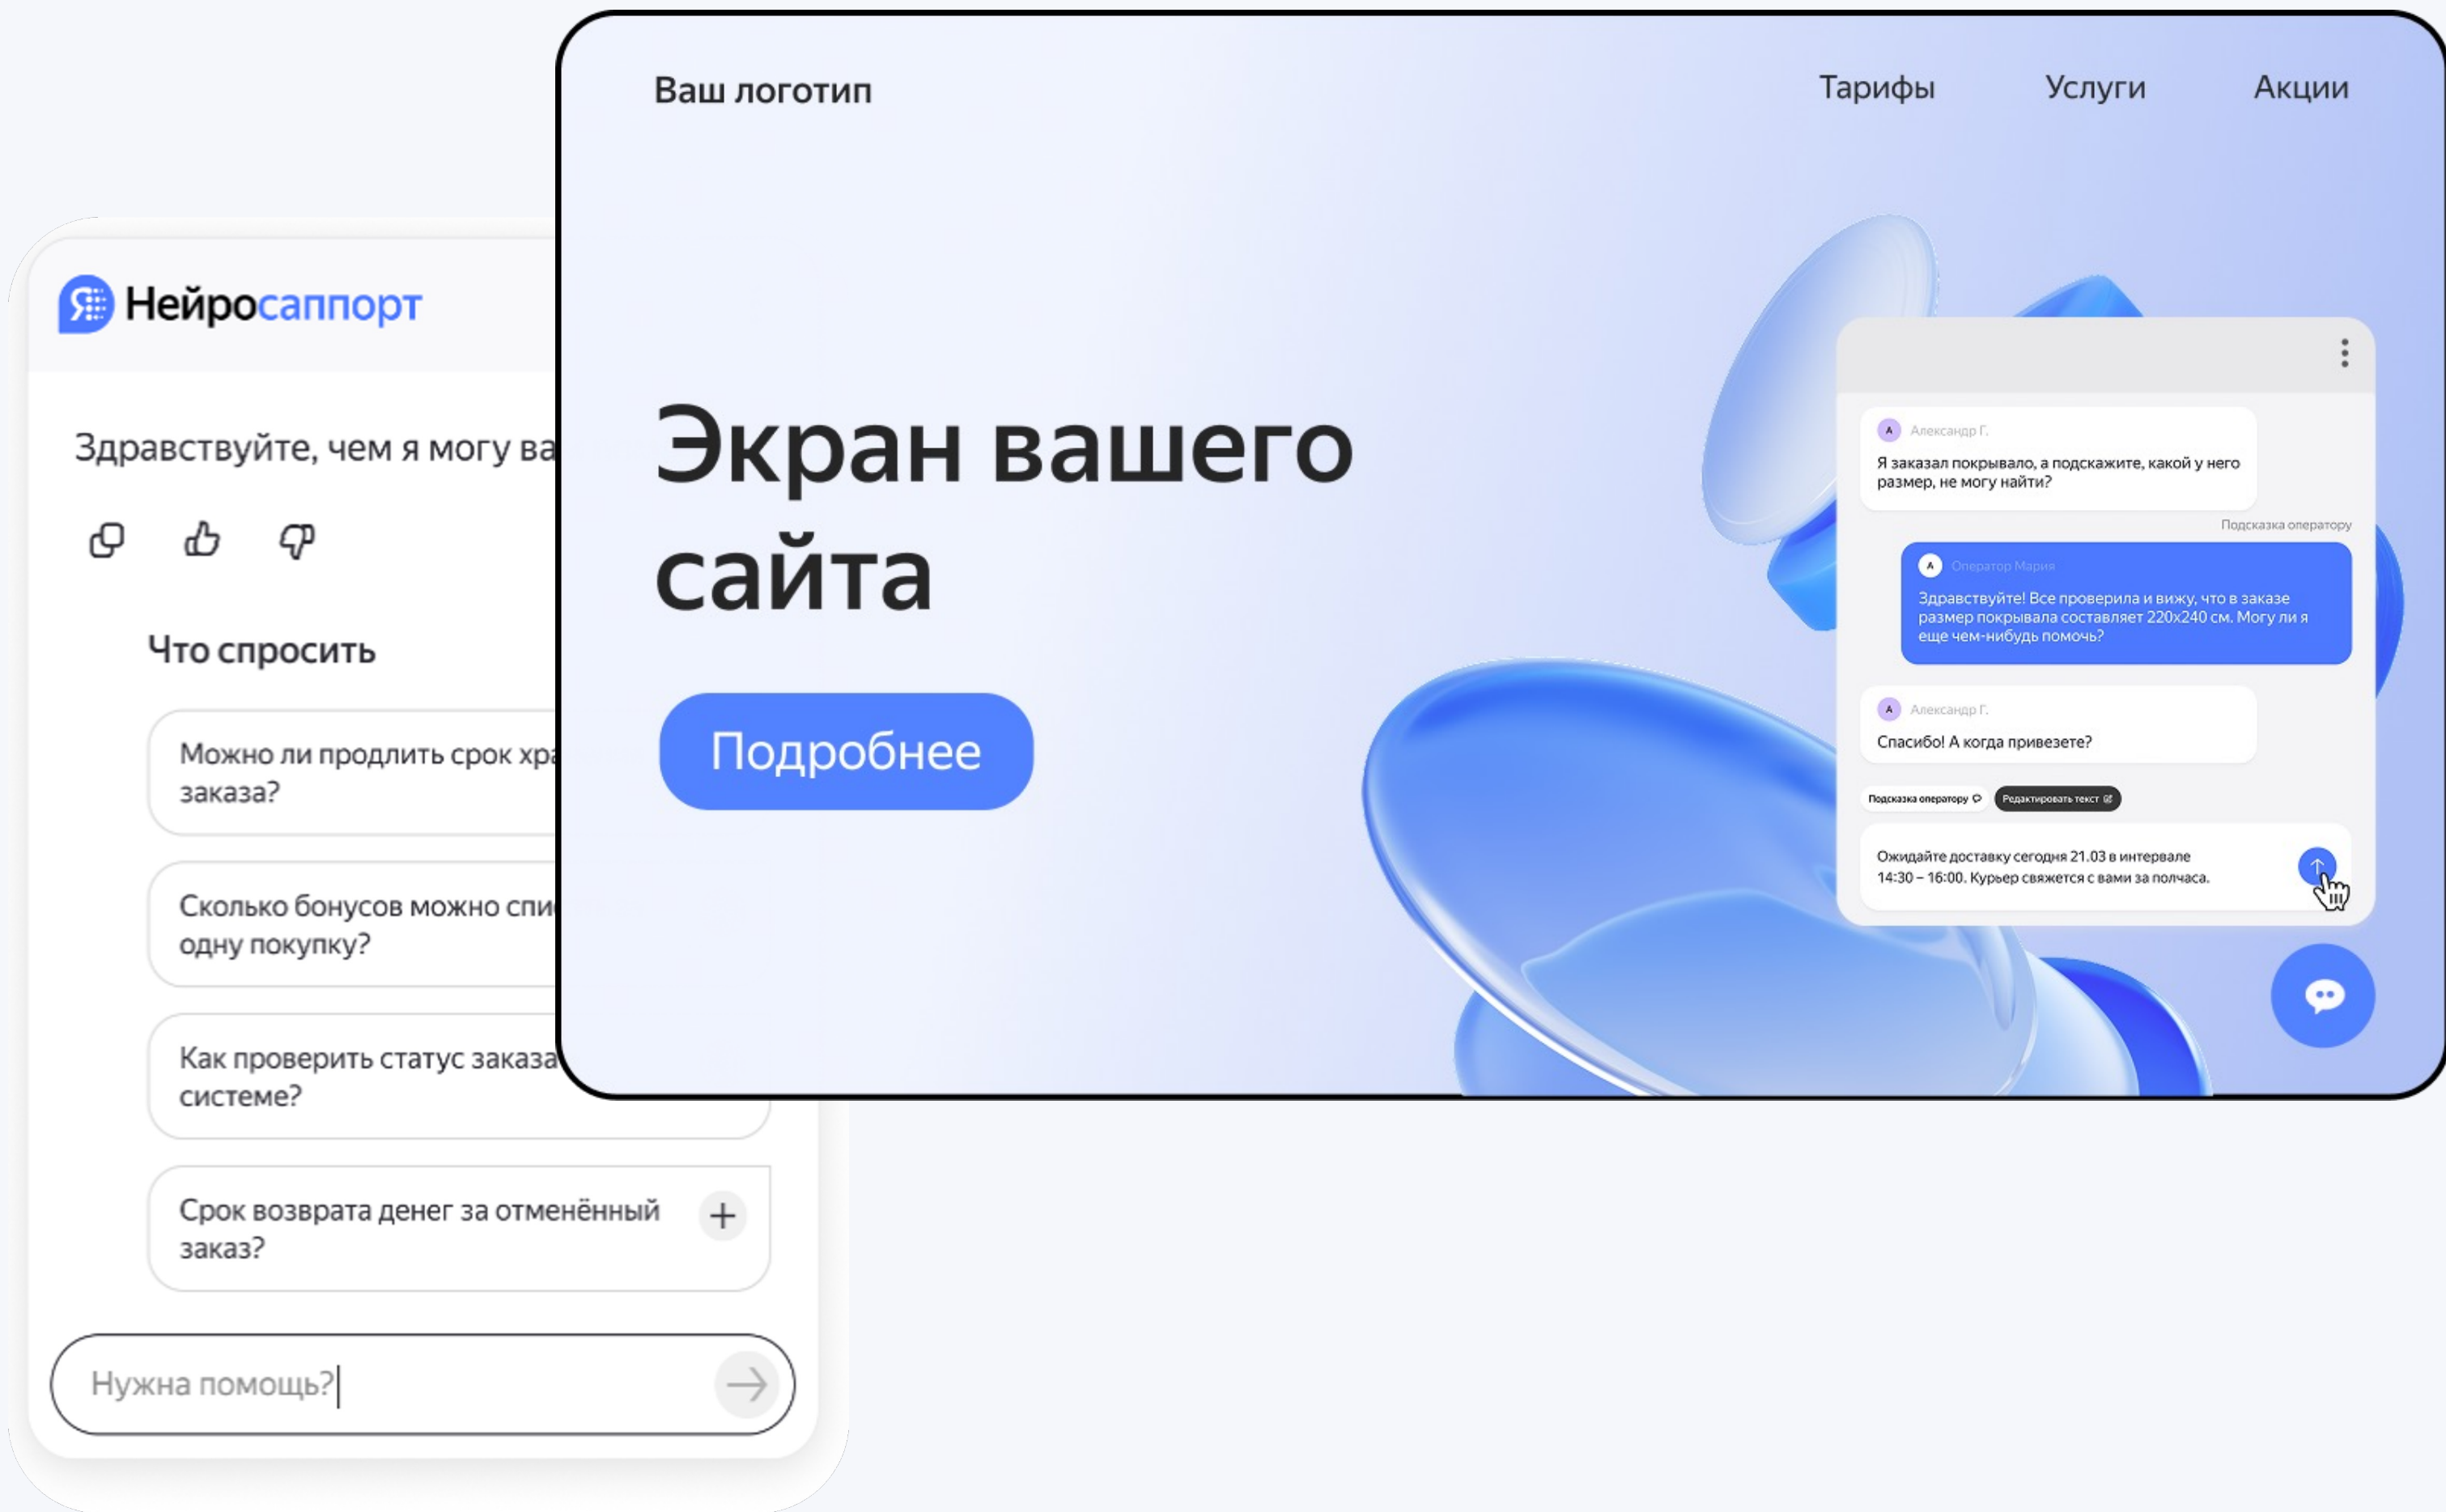 Ваш логотип
Тарифы
Услуги
Акции
Экран вашего
сайта
Подробнее
Александр Г.
Я заказал покрывало, а подскажите, какой у него
размер, не могу найти?
Подсказка оператору
Оператор Мария
Здравствуйте! Все проверила и вижу, что в заказе
размер покрывала составляет 220х240 см. Могу ли я
еще чем-нибудь помочь?
Александр Г.
Спасибо! А когда привезете?
Подсказка оператору
Редактировать текст
Ожидайте доставку сегодня 21.03 в интервале
14:30 – 16:00. Курьер свяжется с вами за полчаса.
Нейросаппорт
Здравствуйте, чем я могу
Что спросить
Можно ли продлить срок
заказа?
Сколько бонусов можно
одну покупку?
Как проверить статус заказа
системе?
Срок возврата денег за отменённый
заказ?
Нужна помощь?